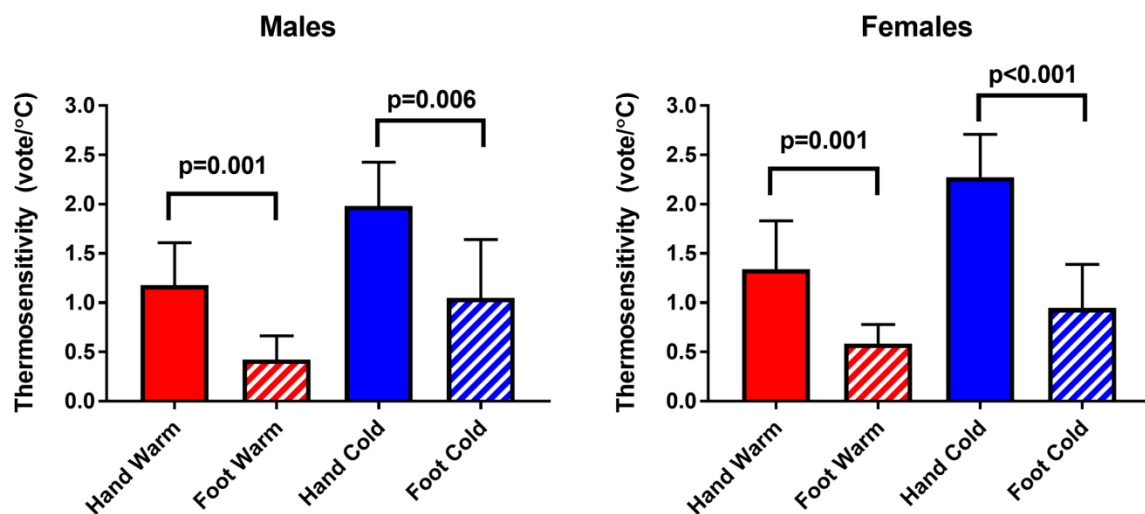 Males
Thermosensitivity (vote/°C)
3.0
2.5
2.0
1.5
1.0
0.5
0.0
p=0.001
p=0.006
Hand Warm
Foot Warm
Hand Cold
Foot Cold
Females
Thermosensitivity (vote/°C)
3.0
2.5
2.0
1.5
1.0
0.5
0.0
p=0.001
p<0.001
Hand Warm
Foot Warm
Hand Cold
Foot Cold